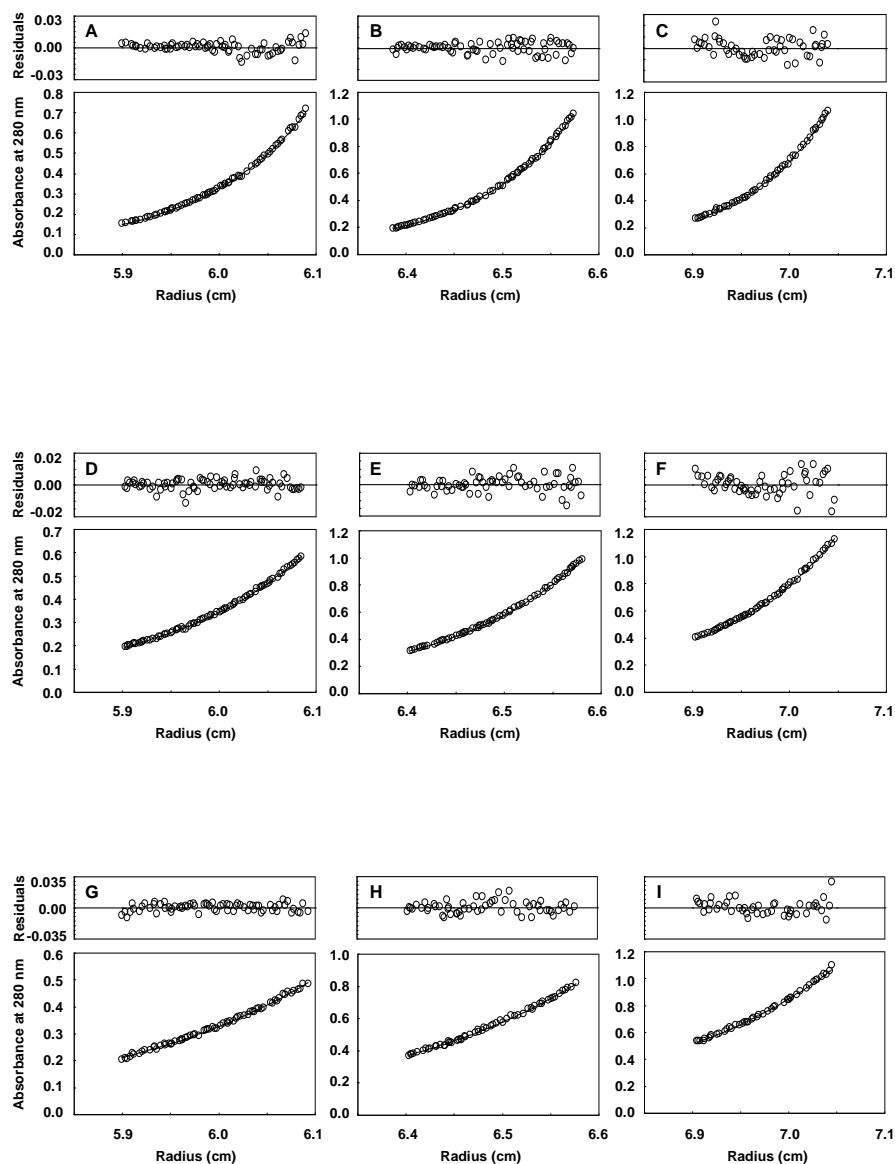 A
B
C
Residuals
0.03
0.00
-0.03
Absorbance at 280 nm
0.8
0.7
0.6
0.5
0.4
0.3
0.2
0.1
0.0
5.9 6.0 6.1
Radius (cm)
1.2
1.0
0.8
0.6
0.4
0.2
0.0
6.4 6.5 6.6
Radius (cm)
1.2
1.0
0.8
0.6
0.4
0.2
0.0
6.9 7.0 7.1
Radius (cm)
D
E
F
Residuals
0.02
0.00
-0.02
Absorbance at 280 nm
0.7
0.6
0.5
0.4
0.3
0.2
0.1
0.0
5.9 6.0 6.1
Radius (cm)
1.2
1.0
0.8
0.6
0.4
0.2
0.0
6.4 6.5 6.6
Radius (cm)
1.2
1.0
0.8
0.6
0.4
0.2
0.0
6.9 7.0 7.1
Radius (cm)
G
H
I
Residuals
0.035
0.00
-0.035
Absorbance at 280 nm
0.6
0.5
0.4
0.3
0.2
0.1
0.0
5.9 6.0 6.1
Radius (cm)
1.0
0.8
0.6
0.4
0.2
0.0
6.4 6.5 6.6
Radius (cm)
1.2
1.0
0.8
0.6
0.4
0.2
0.0
6.9 7.0 7.1
Radius (cm)